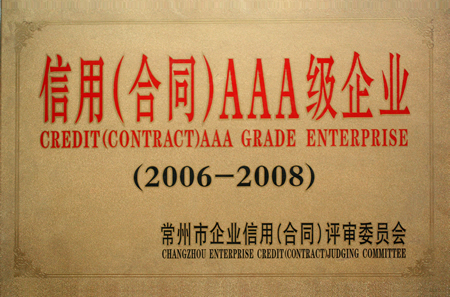 信用(合同)AAA级企业
CREDIT(CONTRACT)AAA GRADE ENTERPRISE
(2006-2008)
常州市企业信用(合同)评审委员会
CHANGZHOU ENTERPRISE CREDIT(CONTRACT)JUDGING COMMITTEE